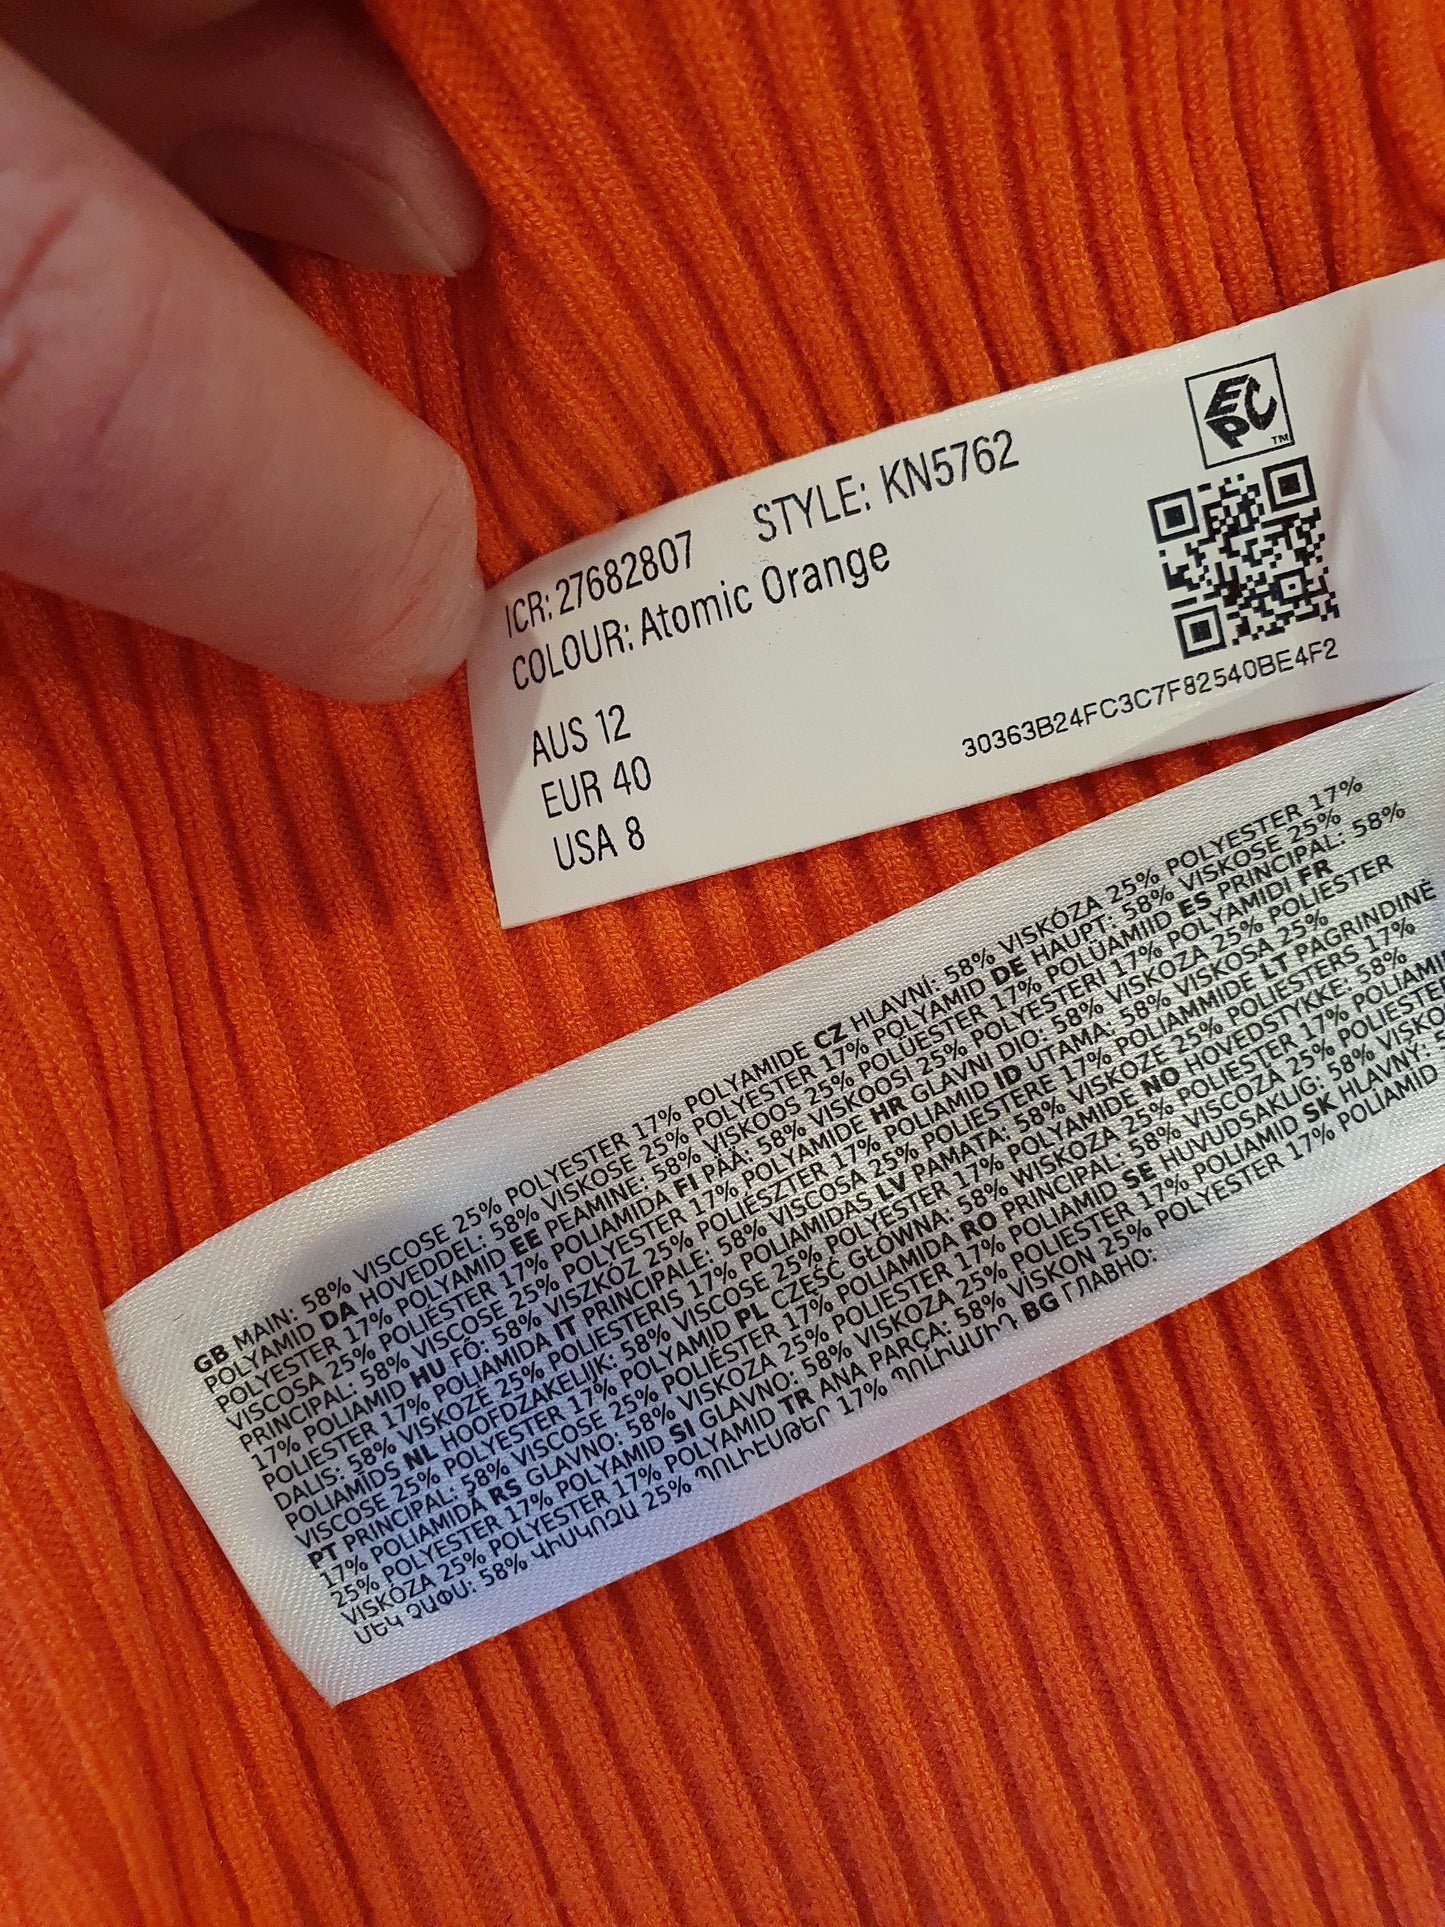 ICR: 27682807 STYLE: KN5762
COLOUR: Atomic Orange
EPC™
AUS 12
EUR 40
USA 8
30363B24FC3C7F82540BE4F2
GB MAIN: 58% VISCOSE 25% POLYESTER 17% POLYAMIDE CZ HLAVNÍ: 58% VISKÓZA 25% POLYESTER 17%
POLYAMID DA HOVEDDEL: 58% VISKOSE 25% POLYESTER 17% POLYAMID DE HAUPT: 58% VISKOSE 25%
POLYESTER 17% POLYAMID EE PEAMINE: 58% VISKOOS 25% POLÜESTER 17% POLÜAMIID ES PRINCIPAL: 58%
VISCOSA 25% POLIÉSTER 17% POLIAMIDA FI PÄÄ: 58% VISKOOSI 25% POLYESTERI 17% POLYAMIDI FR
PRINCIPAL: 58% VISCOSE 25% POLYESTER 17% POLYAMIDE HR GLAVNI DIO: 58% VISKOZA 25% POLIESTER
17% POLIAMID HU FŐ: 58% VISZKÓZ 25% POLIÉSZTER 17% POLIAMID ID UTAMA: 58% VISKOSA 25%
POLIESTER 17% POLIAMIDA IT PRINCIPALE: 58% VISCOSA 25% POLIESTERE 17% POLIAMMIDE LT PAGRINDINĖ
DALIS: 58% VISKOZĖ 25% POLIESTERIS 17% POLIAMIDAS LV PAMATA: 58% VISKOZE 25% POLIESTERS 17%
POLIAMĪDS NL HOOFDZAKELIJK: 58% VISCOSE 25% POLYESTER 17% POLYAMIDE NO HOVEDSTYKKE: 58%
VISCOSE 25% POLYESTER 17% POLYAMID PL CZĘŚĆ GŁÓWNA: 58% WISKOZA 25% POLIESTER 17% POLIAMID
PT PRINCIPAL: 58% VISCOSE 25% POLIÉSTER 17% POLIAMIDA RO PRINCIPAL: 58% VISCOZĂ 25% POLIESTER
17% POLIAMIDĂ RS GLAVNO: 58% VISKOZA 25% POLIESTER 17% POLIAMID SE HUVUDSAKLIG: 58% VISKOS
25% POLYESTER 17% POLYAMID SI GLAVNO: 58% VISKOZA 25% POLIESTER 17% POLIAMID SK HLAVNÝ:
VISKÓZA 25% POLYESTER 17% POLYAMID TR ANA PARÇA: 58% VİSKON 25% POLYESTER 17% POLİAMİD
ՄԵԿ ՉԱՓՍ: 58% ՎԻՍԿՈԶԱ 25% ՊՈԼԻԷՍԹԵՐ 17% ՊՈԼԻԱՄԻԴ BG ГЛАВНО: